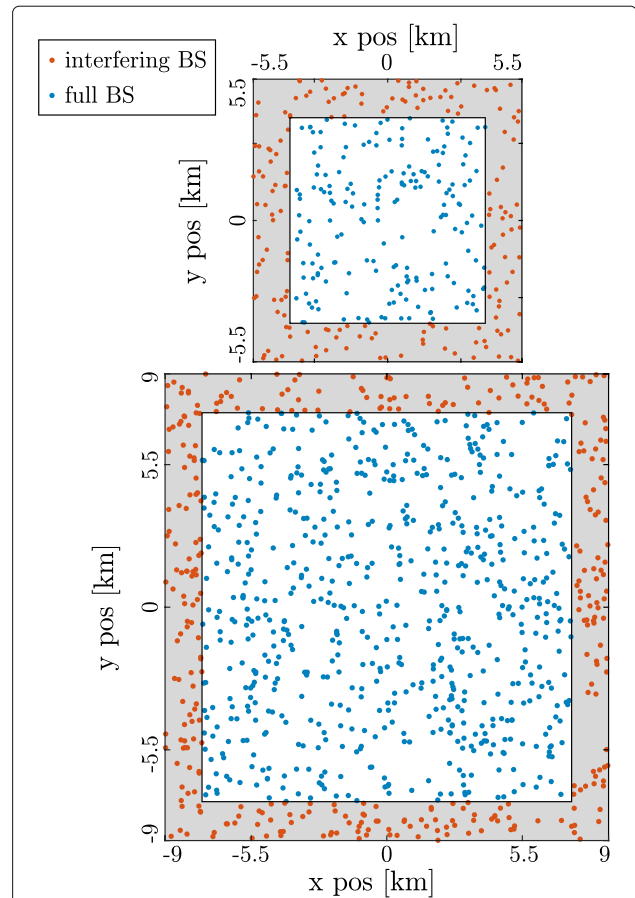 x pos [km]
-5.5 0 5.5
interfering BS
full BS
5.5
0
-5.5
y pos [km]
9
5.5
0
-5.5
-9
y pos [km]
-9 -5.5 0 5.5 9
x pos [km]